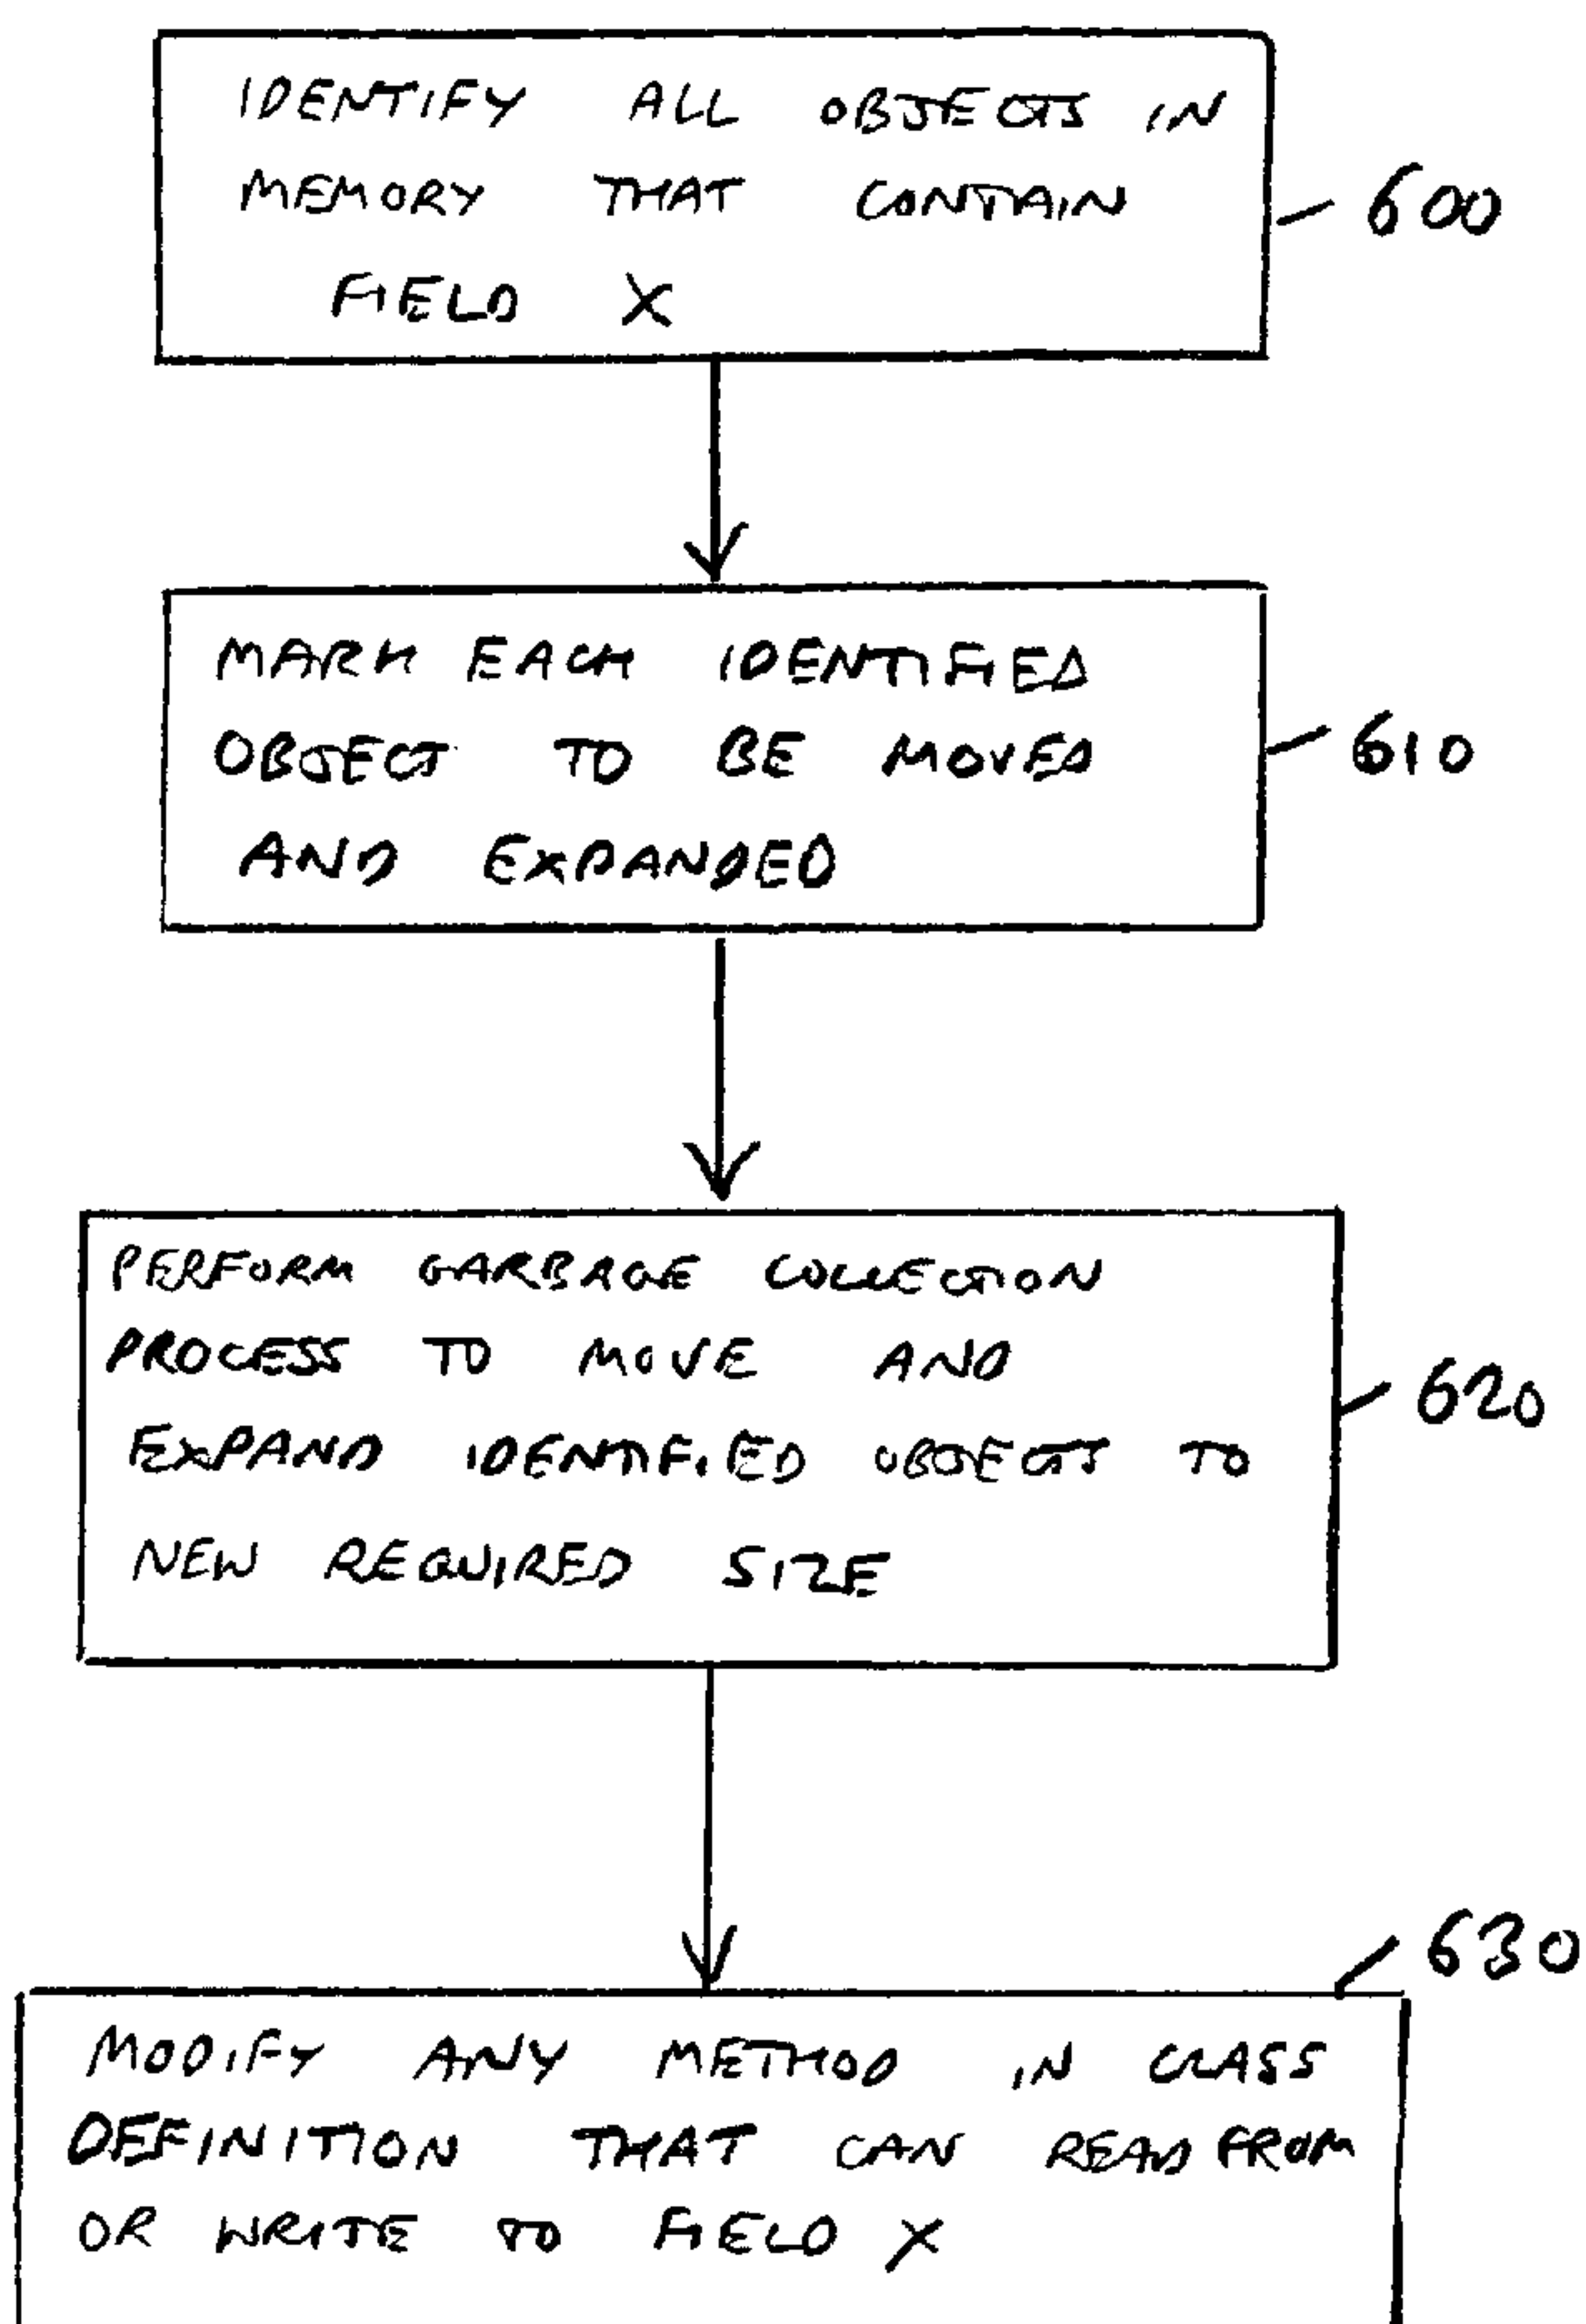 IDENTIFY ALL OBJECTS IN
MEMORY THAT CONTAIN
FIELD X
600
MARK EACH IDENTIFIED
OBJECT TO BE MOVED
AND EXPANDED
610
PERFORM GARBAGE COLLECTION
PROCESS TO MOVE AND
EXPAND IDENTIFIED OBJECTS TO
NEW REQUIRED SIZE
620
630
MODIFY ANY METHOD IN CLASS
DEFINITION THAT CAN READ FROM
OR WRITE TO FIELD X